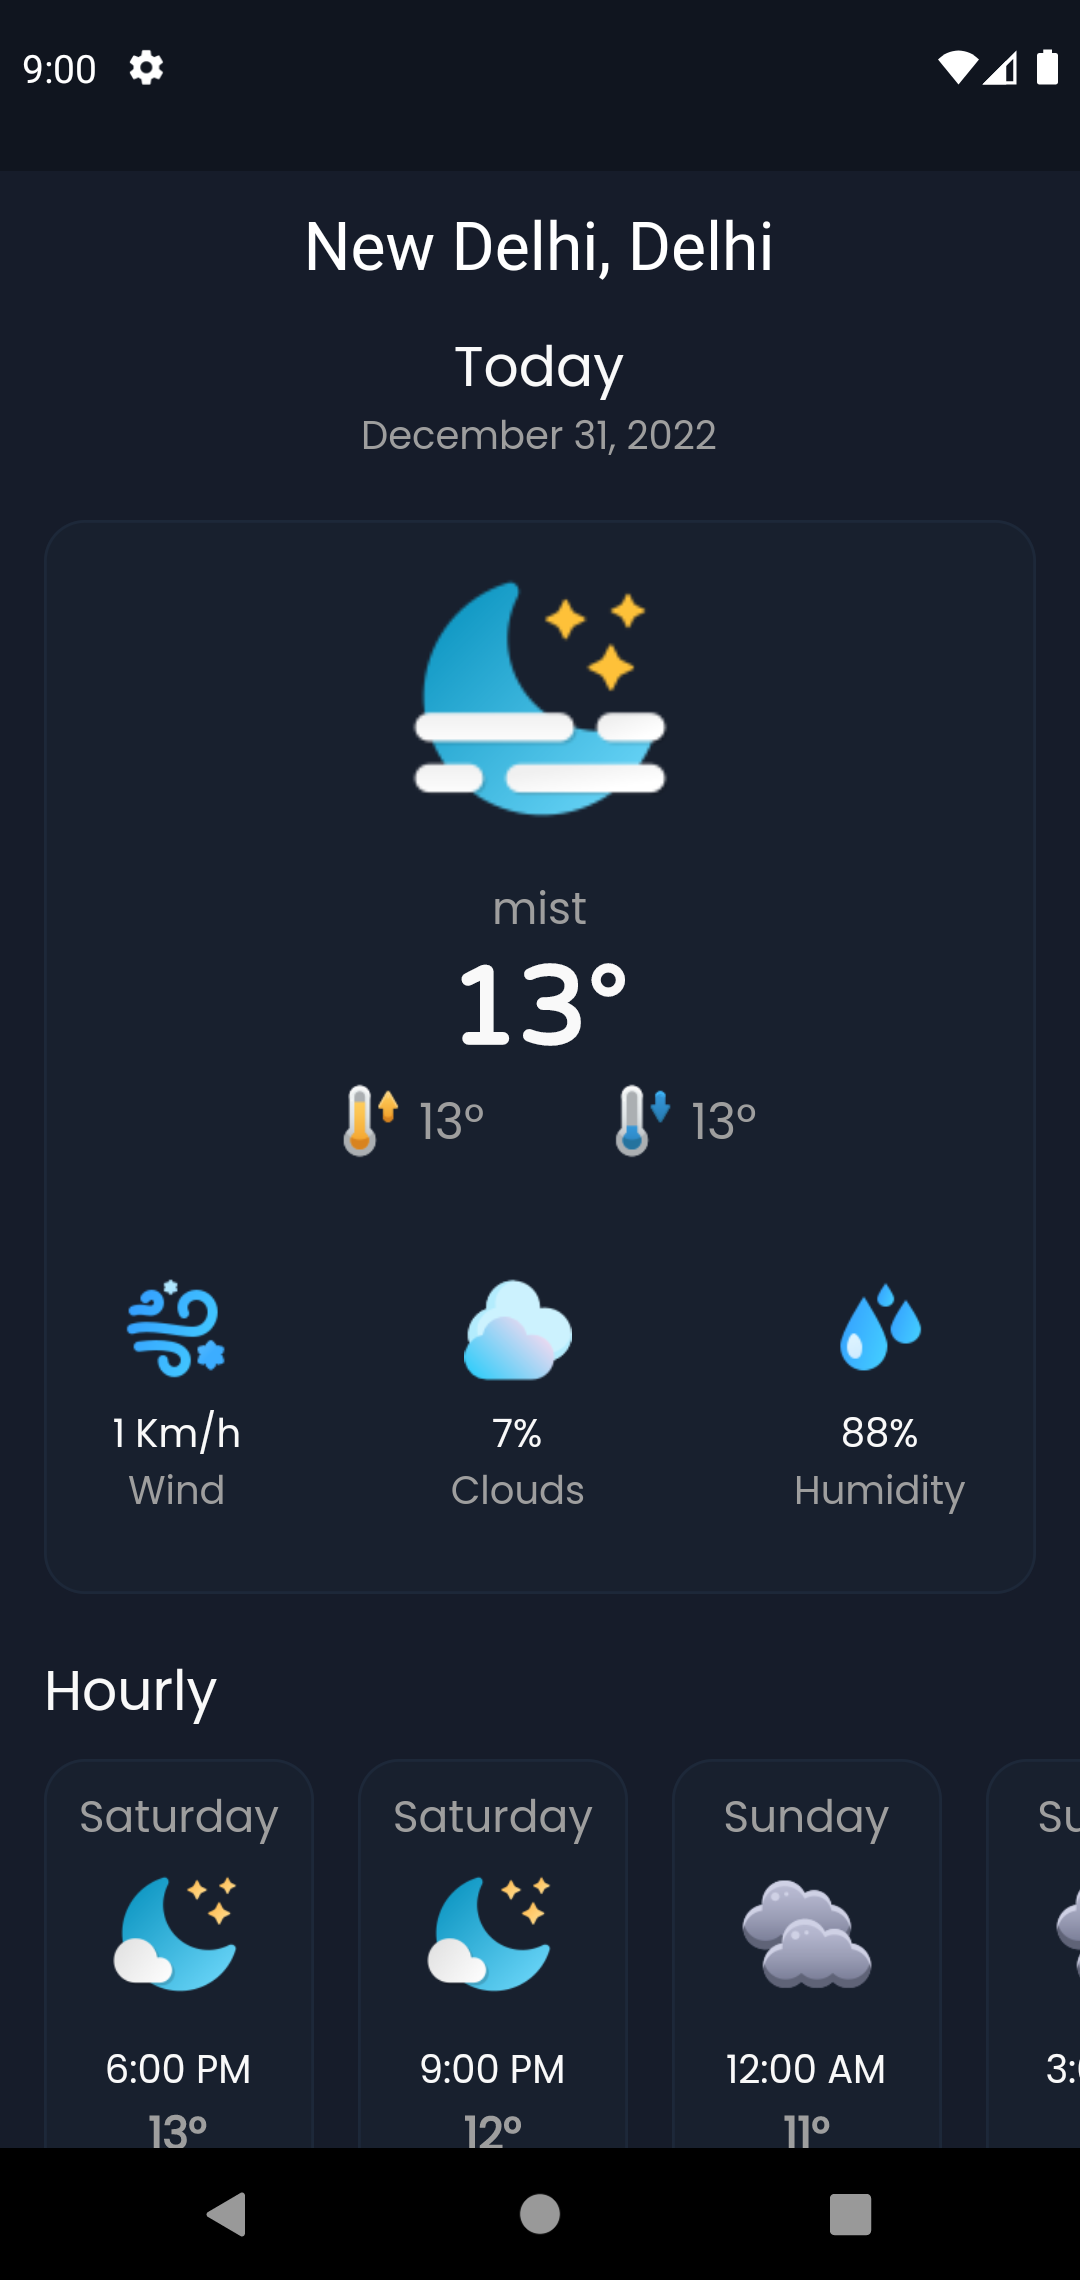 9:00
New Delhi, Delhi
Today
December 31, 2022
mist
13°
13° 13°
1 Km/h 7% 88%
Wind Clouds Humidity
Hourly
Saturday Saturday Sunday Su
6:00 PM 9:00 PM 12:00 AM 3:
13° 12° 11°